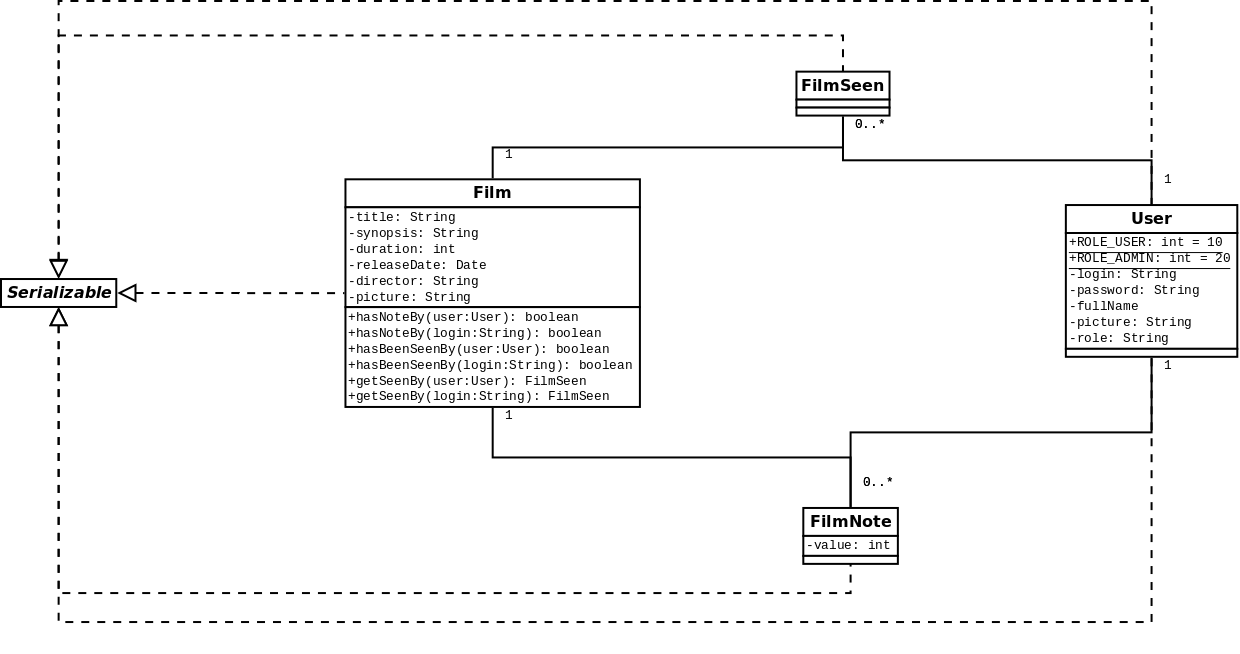 FilmSeen
0..*
1
Film
-title: String
-synopsis: String
-duration: int
-releaseDate: Date
-director: String
-picture: String
+hasNoteBy(user:User): boolean
+hasNoteBy(login:String): boolean
+hasBeenSeenBy(user:User): boolean
+hasBeenSeenBy(login:String): boolean
+getSeenBy(user:User): FilmSeen
+getSeenBy(login:String): FilmSeen
1
1
User
+ROLE_USER: int = 10
+ROLE_ADMIN: int = 20
-login: String
-password: String
-fullName
-picture: String
-role: String
1
Serializable
0..*
FilmNote
-value: int